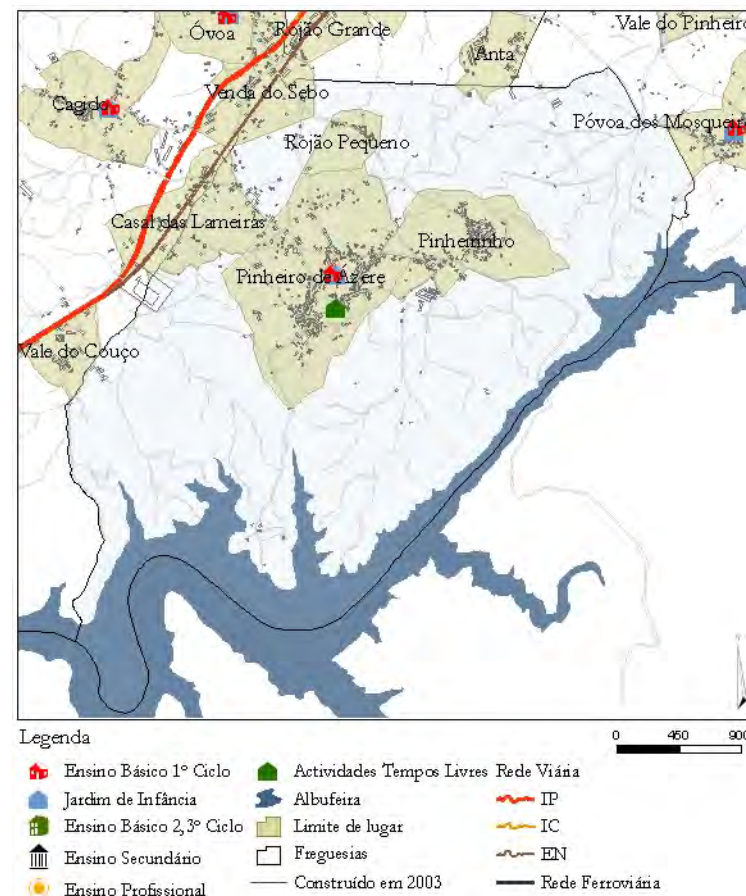 Óvoa
Rojão Grande
Anta
Vale do Pinheiro
Cagido
Venda do Sebo
Póvoa dos Mosqueiro
Rojão Pequeno
Casal das Lameiras
Pinheirinho
Pinheiro de Ázere
Vale do Couço
Legenda
0 450 900
Ensino Básico 1º Ciclo
Actividades Tempos Livres
Rede Viária
Jardim de Infância
Albufeira
IP
Ensino Básico 2,3º Ciclo
Limite de lugar
IC
Ensino Secundário
Freguesias
EN
Ensino Profissional
Construído em 2003
Rede Ferroviária